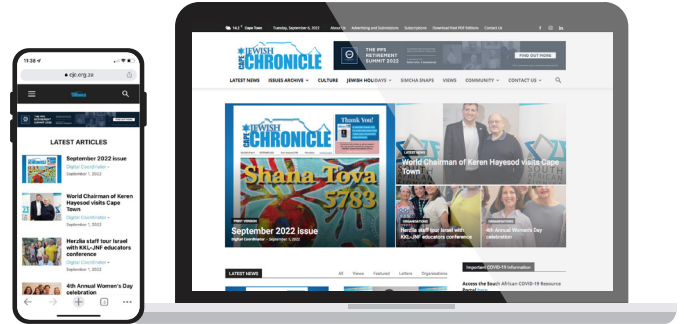 11:38
cjc.org.za
THE PPS
RETIREMENT
SUMMIT 2022
LATEST ARTICLES
September 2022 issue
Digital Coordinator -
September 1, 2022
World Chairman of Keren
Hayesod visits Cape
Town
Digital Coordinator -
September 1, 2022
Herzlia staff tour Israel
with KKL-JNF educators
conference
Digital Coordinator -
September 1, 2022
4th Annual Women's Day
celebration
14.2 ° Cape Town Tuesday, September 6, 2022 About Us Advertising and Submissions Subscriptions Download Past PDF Editions Contact Us
CAPE JEWISH
CHRONICLE
THE PPS
RETIREMENT
SUMMIT 2022
FIND OUT MORE
LATEST NEWS ISSUES ARCHIVE CULTURE JEWISH HOLIDAYS SIMCHA SNAPS VIEWS COMMUNITY CONTACT US
CAPE JEWISH
CHRONICLE
Thank You!
Shana Tova
5783
PRINT VERSION
September 2022 issue
Digital Coordinator - September 1, 2022
LATEST NEWS
World Chairman of Keren Hayesod visits Cape
Town
ORGANISATIONS
Herzlia staff tour Israel with
KKL-JNF educators conference
ORGANISATIONS
4th Annual Women's Day
celebration
LATEST NEWS
All Views Featured Letters Organisations
Important COVID-19 Information
Access the South African COVID-19 Resource
Portal here